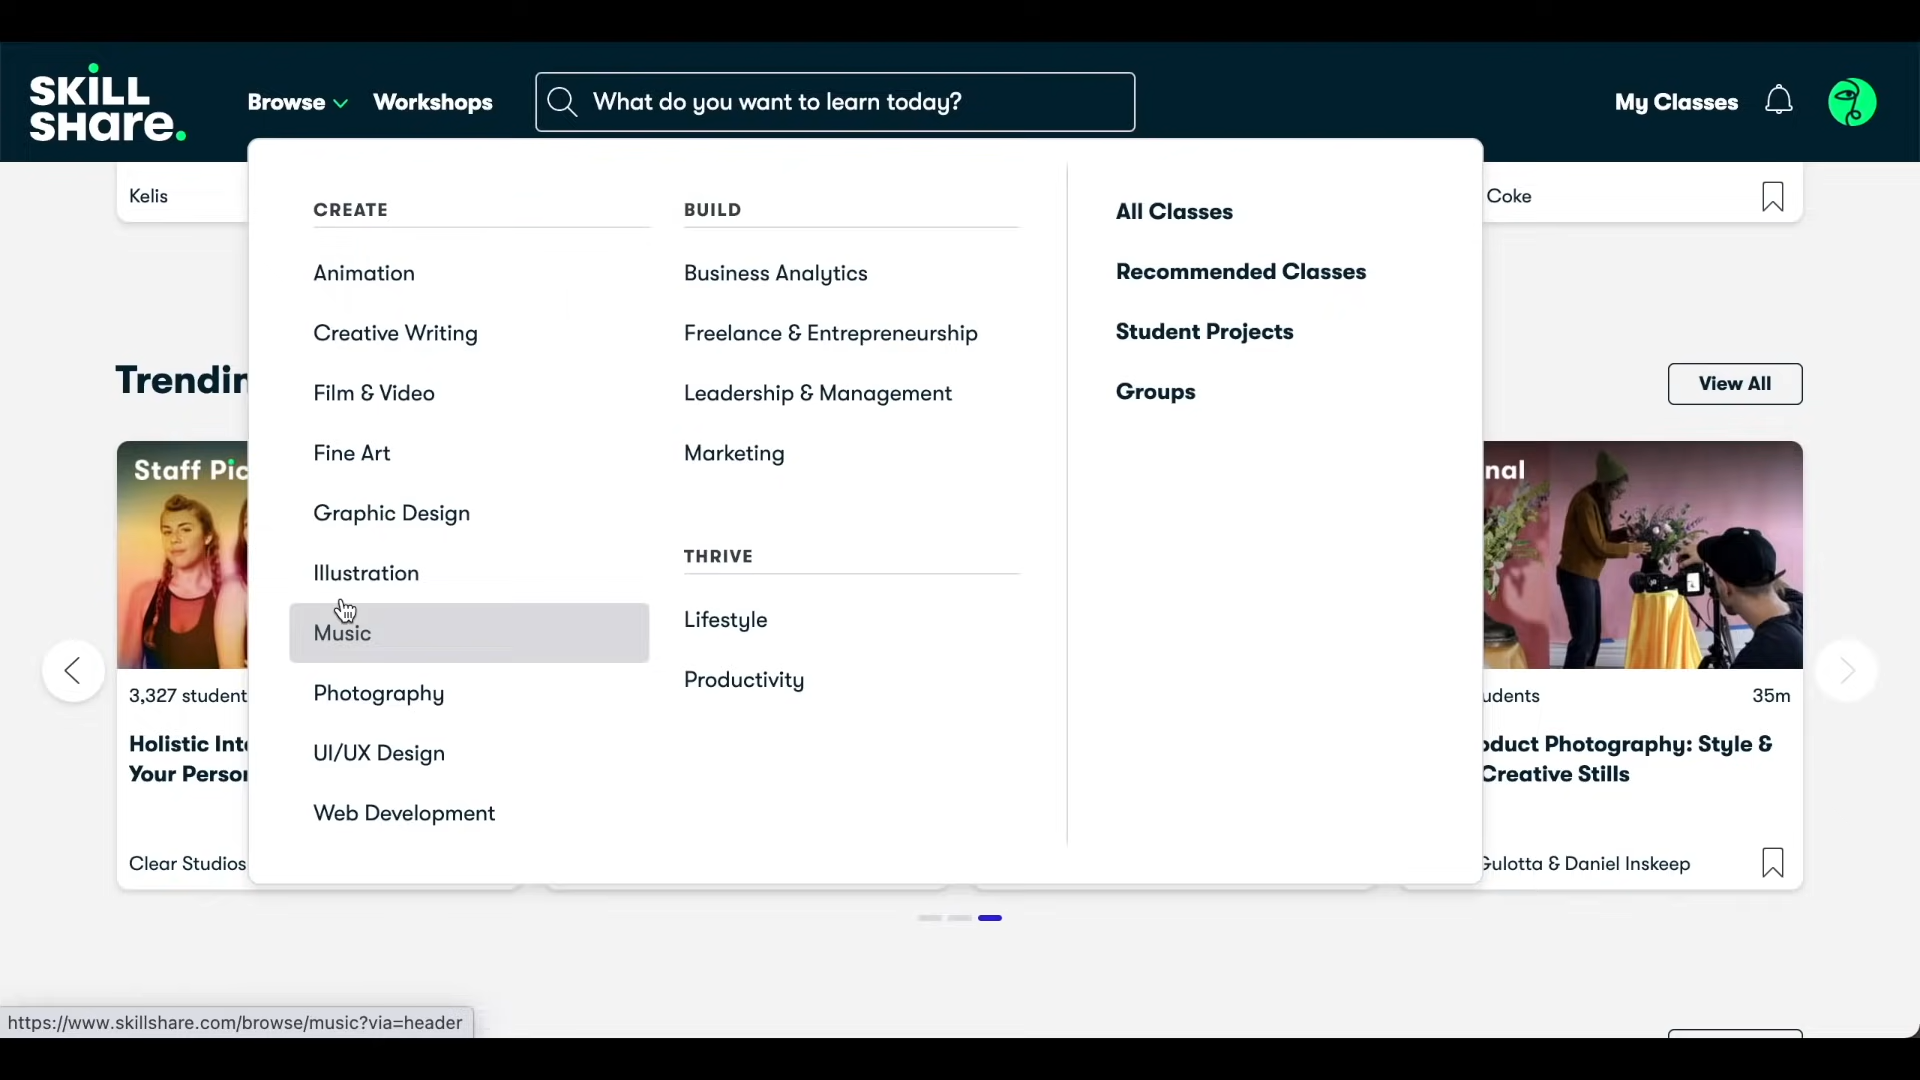 SKILL
SHARE.
Browse
Workshops
What do you want to learn today?
My Classes
Kelis
Coke
CREATE
Animation
Creative Writing
Film & Video
Fine Art
Graphic Design
Illustration
Music
Photography
UI/UX Design
Web Development
BUILD
Business Analytics
Freelance & Entrepreneurship
Leadership & Management
Marketing
THRIVE
Lifestyle
Productivity
All Classes
Recommended Classes
Student Projects
Groups
Trendin
View All
Staff Pic
3,327 student
Holistic Int
Your Person
Clear Studios
nal
udents
35m
oduct Photography: Style &
Creative Stills
Gulotta & Daniel Inskeep
https://www.skillshare.com/browse/music?via=header